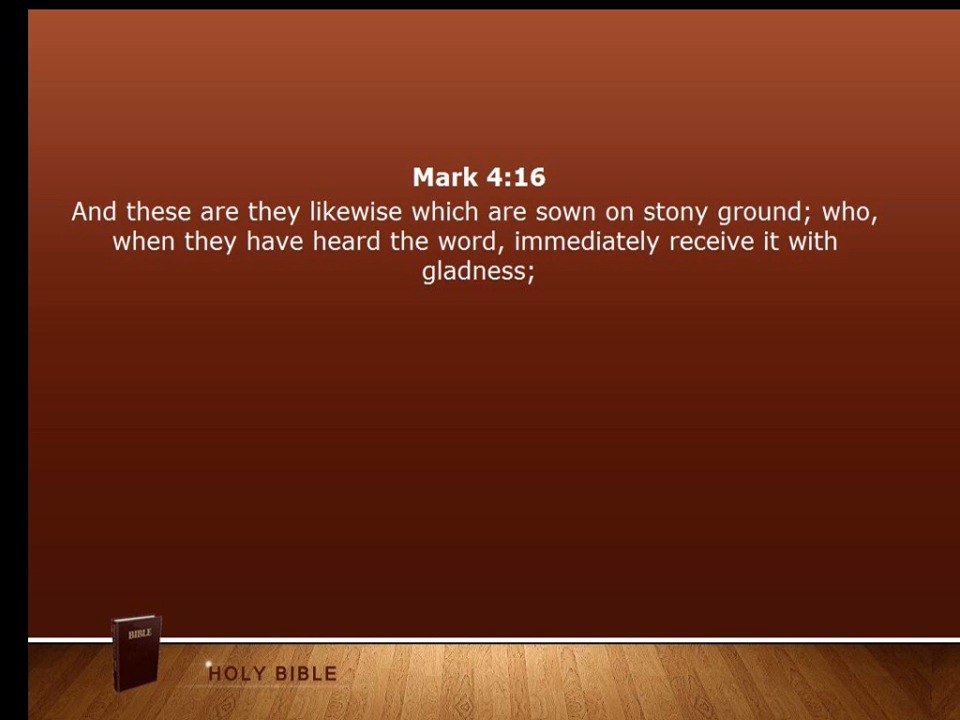 Mark 4:16
And these are they likewise which are sown on stony ground; who,
when they have heard the word, immediately receive it with
gladness;
BIBLE
HOLY BIBLE